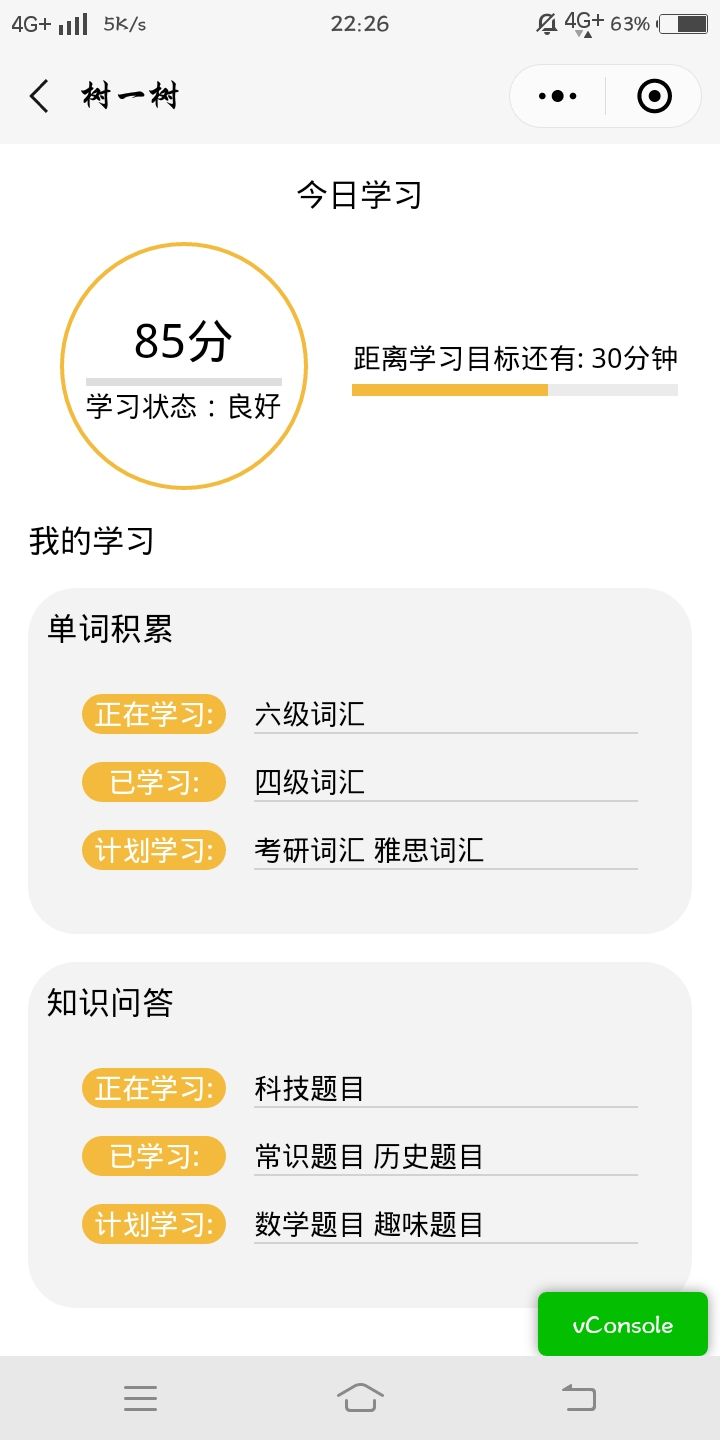 4G+ 5K/s 22:26 4G+ 63%
树一树
今日学习
85分
学习状态：良好
距离学习目标还有: 30分钟
我的学习
单词积累
正在学习: 六级词汇
已学习: 四级词汇
计划学习: 考研词汇 雅思词汇
知识问答
正在学习: 科技题目
已学习: 常识题目 历史题目
计划学习: 数学题目 趣味题目
vConsole